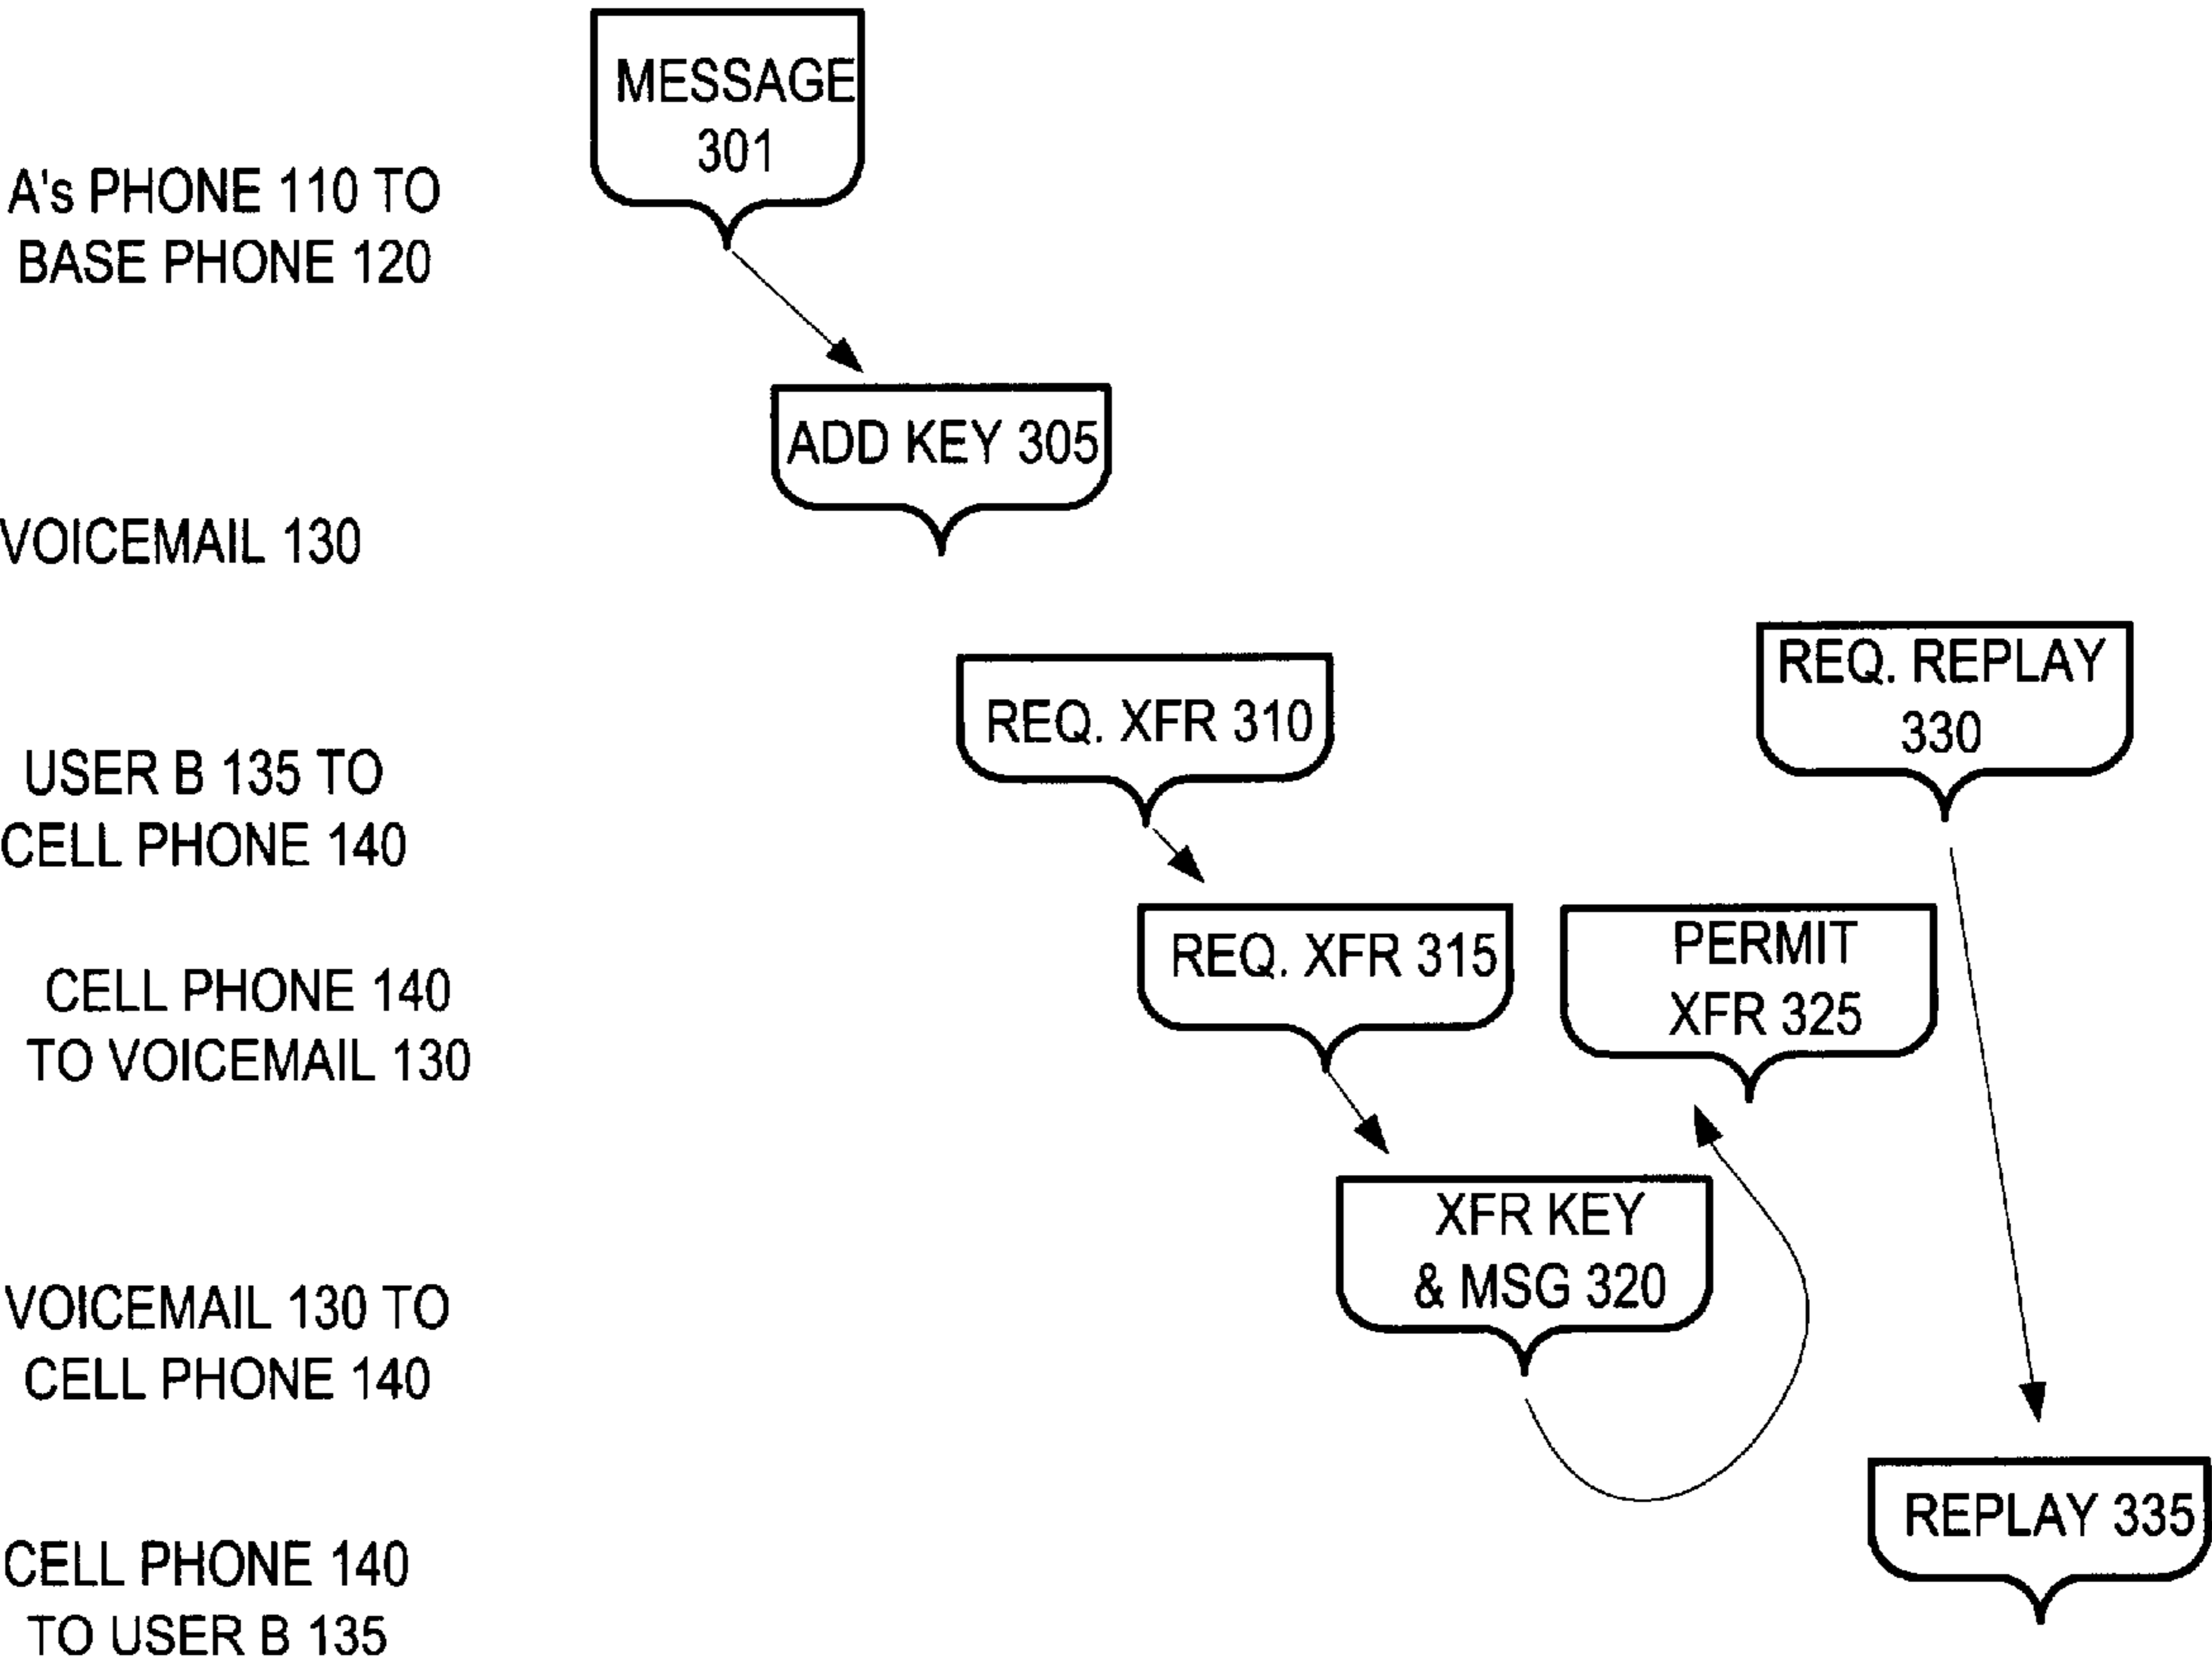 MESSAGE
301
A's PHONE 110 TO
BASE PHONE 120
ADD KEY 305
VOICEMAIL 130
REQ. XFR 310
REQ. REPLAY
330
USER B 135 TO
CELL PHONE 140
REQ. XFR 315
PERMIT
XFR 325
CELL PHONE 140
TO VOICEMAIL 130
XFR KEY
& MSG 320
VOICEMAIL 130 TO
CELL PHONE 140
REPLAY 335
CELL PHONE 140
TO USER B 135